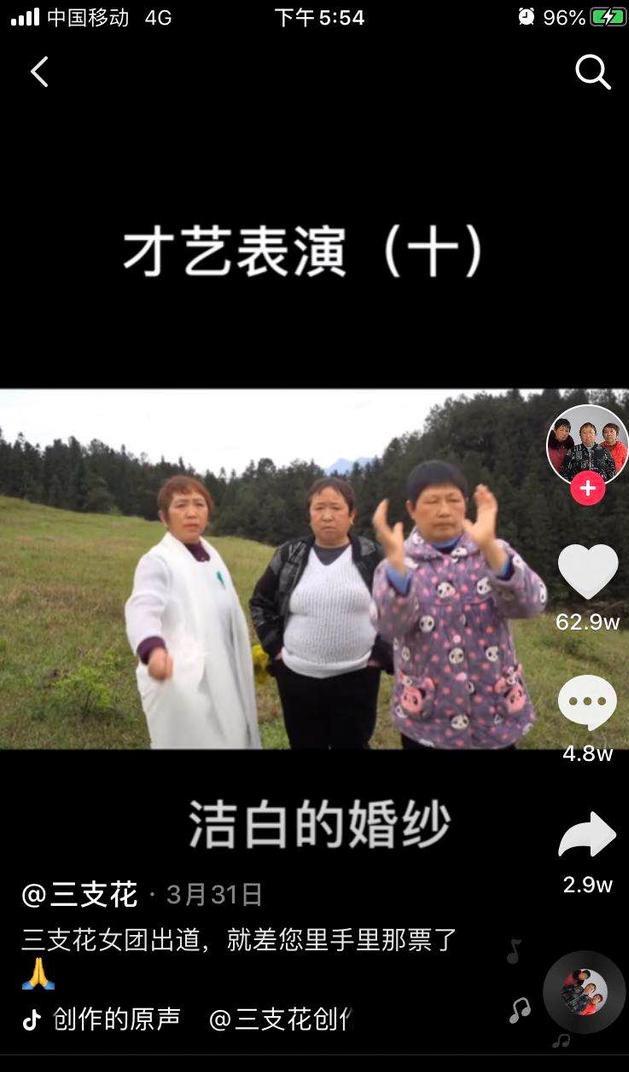 中国移动 4G 下午5:54 96%
才艺表演（十）
62.9w
4.8w
洁白的婚纱
2.9w
@三支花 · 3月31日
三支花女团出道，就差您里手里那票了
🙏
创作的原声 @三支花创